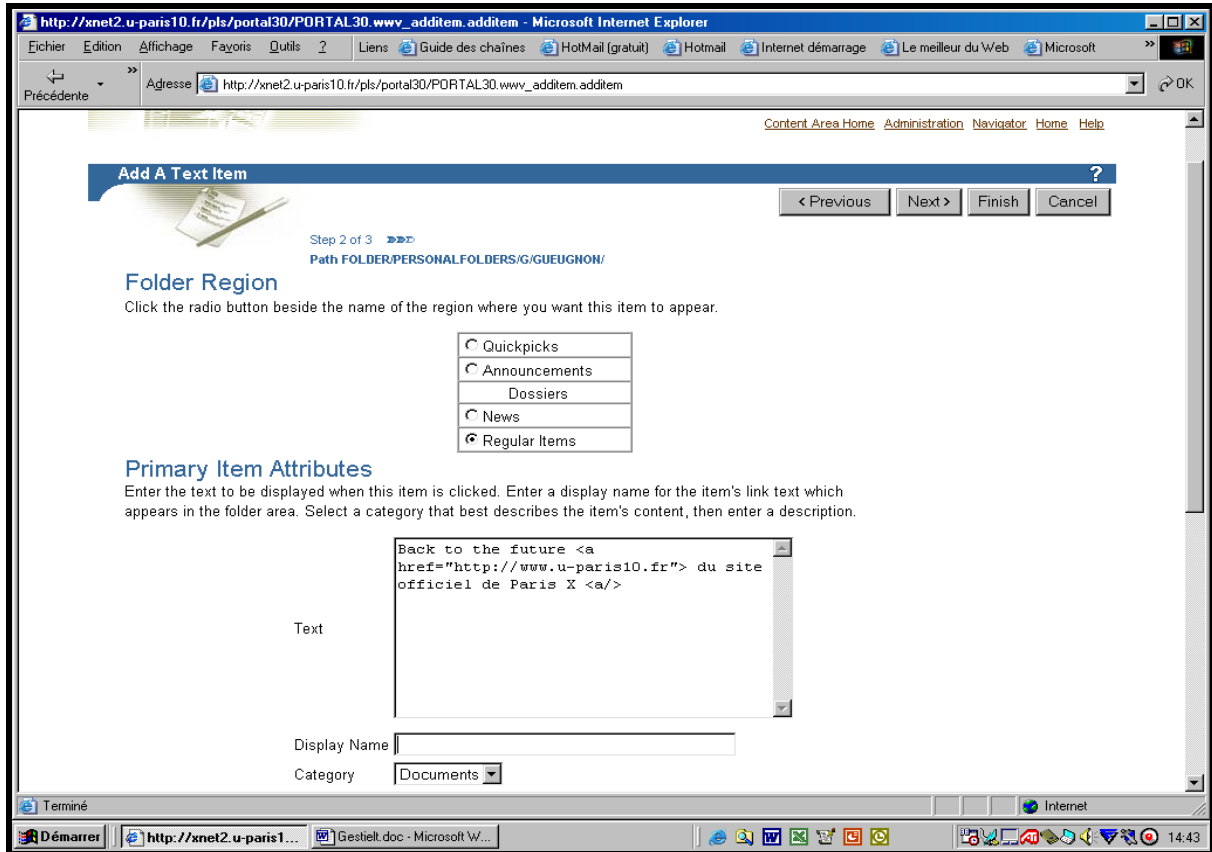 http://xnet2.u-paris10.fr/pls/portal30/PORTAL30.wwv_additem.additem - Microsoft Internet Explorer
Fichier Edition Affichage Favoris Outils ? Liens Guide des chaînes HotMail (gratuit) Hotmail Internet démarrage Le meilleur du Web Microsoft »
Précédente » Adresse http://xnet2.u-paris10.fr/pls/portal30/PORTAL30.wwv_additem.additem OK
Content Area Home Administration Navigator Home Help
Add A Text Item ?
< Previous Next > Finish Cancel
Step 2 of 3
Path FOLDER/PERSONALFOLDERS/G/GUEUGNON/
Folder Region
Click the radio button beside the name of the region where you want this item to appear.
Quickpicks
Announcements
Dossiers
News
Regular Items
Primary Item Attributes
Enter the text to be displayed when this item is clicked. Enter a display name for the item's link text which
appears in the folder area. Select a category that best describes the item's content, then enter a description.
Back to the future <a
href="http://www.u-paris10.fr"> du site
officiel de Paris X <a/>
Text
Display Name
Category Documents
Terminé Internet
Démarrer http://xnet2.u-paris1... Gestielt.doc - Microsoft W... 14:43